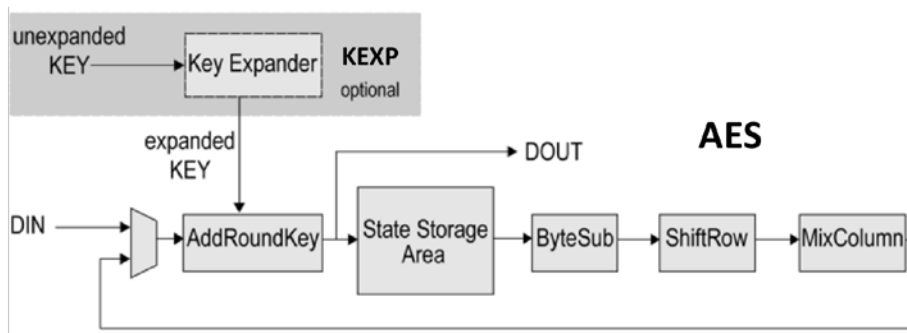 unexpanded
KEY
Key Expander
KEXP
optional
expanded
KEY
AES
DOUT
DIN
AddRoundKey
State Storage
Area
ByteSub
ShiftRow
MixColumn